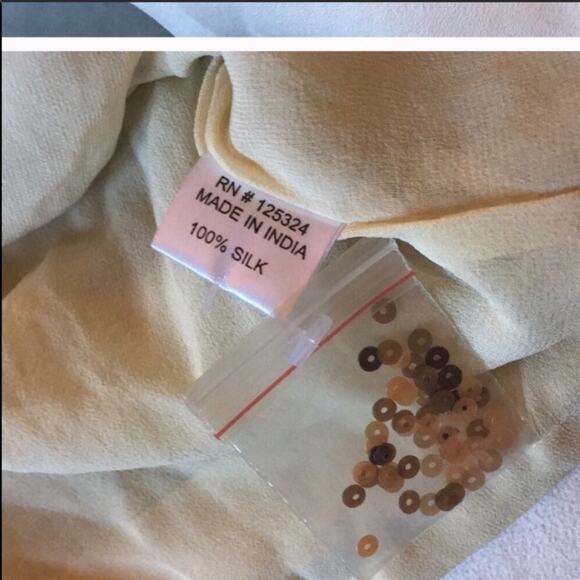 RN # 125324
MADE IN INDIA
100% SILK